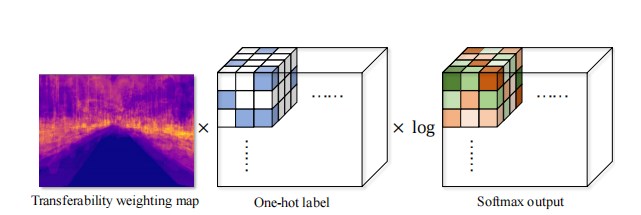 ……
……
× × log
⋮ ⋮
Transferability weighting map
One-hot label
Softmax output